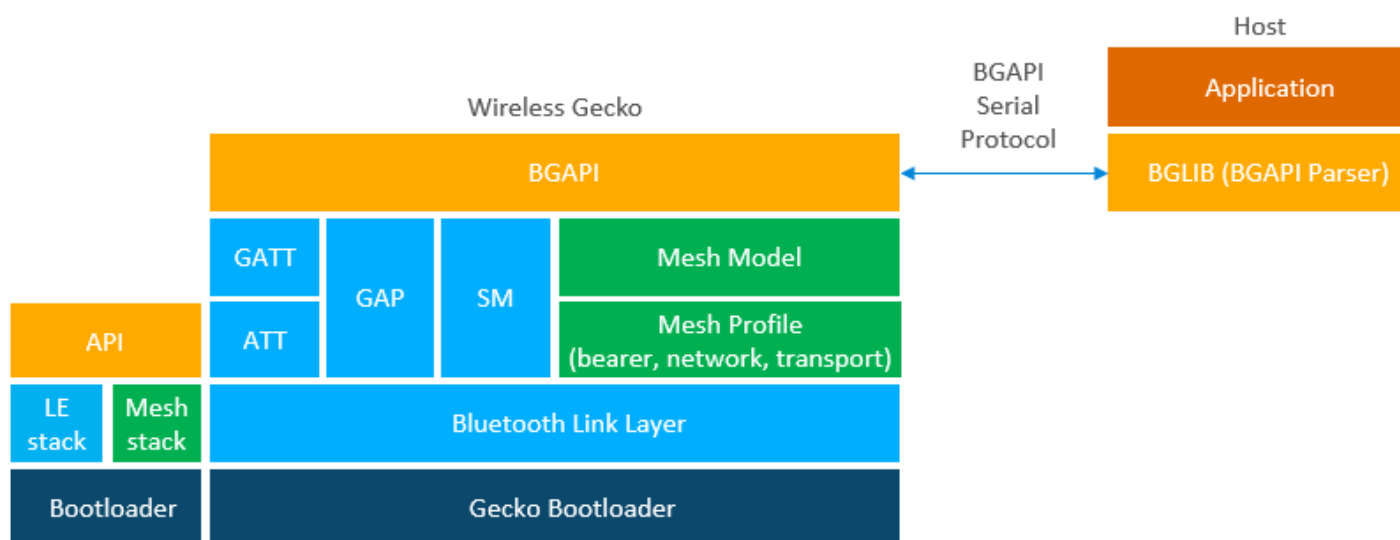 Host
Application
BGLIB (BGAPI Parser)
BGAPI
Serial
Protocol
Wireless Gecko
BGAPI
GATT
GAP
SM
Mesh Model
ATT
Mesh Profile
(bearer, network, transport)
Bluetooth Link Layer
Gecko Bootloader
API
LE
stack
Mesh
stack
Bootloader